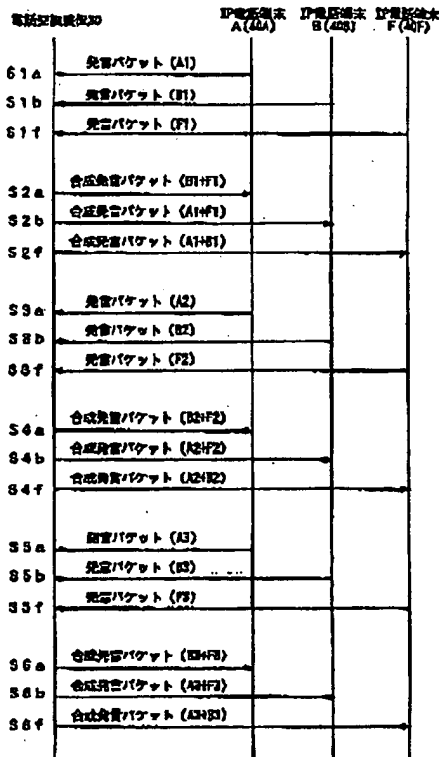 電話交換装置(30)
IP電話端末
A(40A)
IP電話端末
B(40B)
IP電話端末
F(40F)
S1a 発言パケット(A1)
S1b 発言パケット(B1)
S1f 発言パケット(F1)
S2a 合成発言パケット(B1+F1)
S2b 合成発言パケット(A1+F1)
S2f 合成発言パケット(A1+B1)
S3a 発言パケット(A2)
S3b 発言パケット(B2)
S3f 発言パケット(F2)
S4a 合成発言パケット(B2+F2)
S4b 合成発言パケット(A2+F2)
S4f 合成発言パケット(A2+B2)
S5a 発言パケット(A3)
S5b 発言パケット(B3)
S5f 発言パケット(F3)
S6a 合成発言パケット(B3+F3)
S6b 合成発言パケット(A3+F3)
S6f 合成発言パケット(A3+B3)